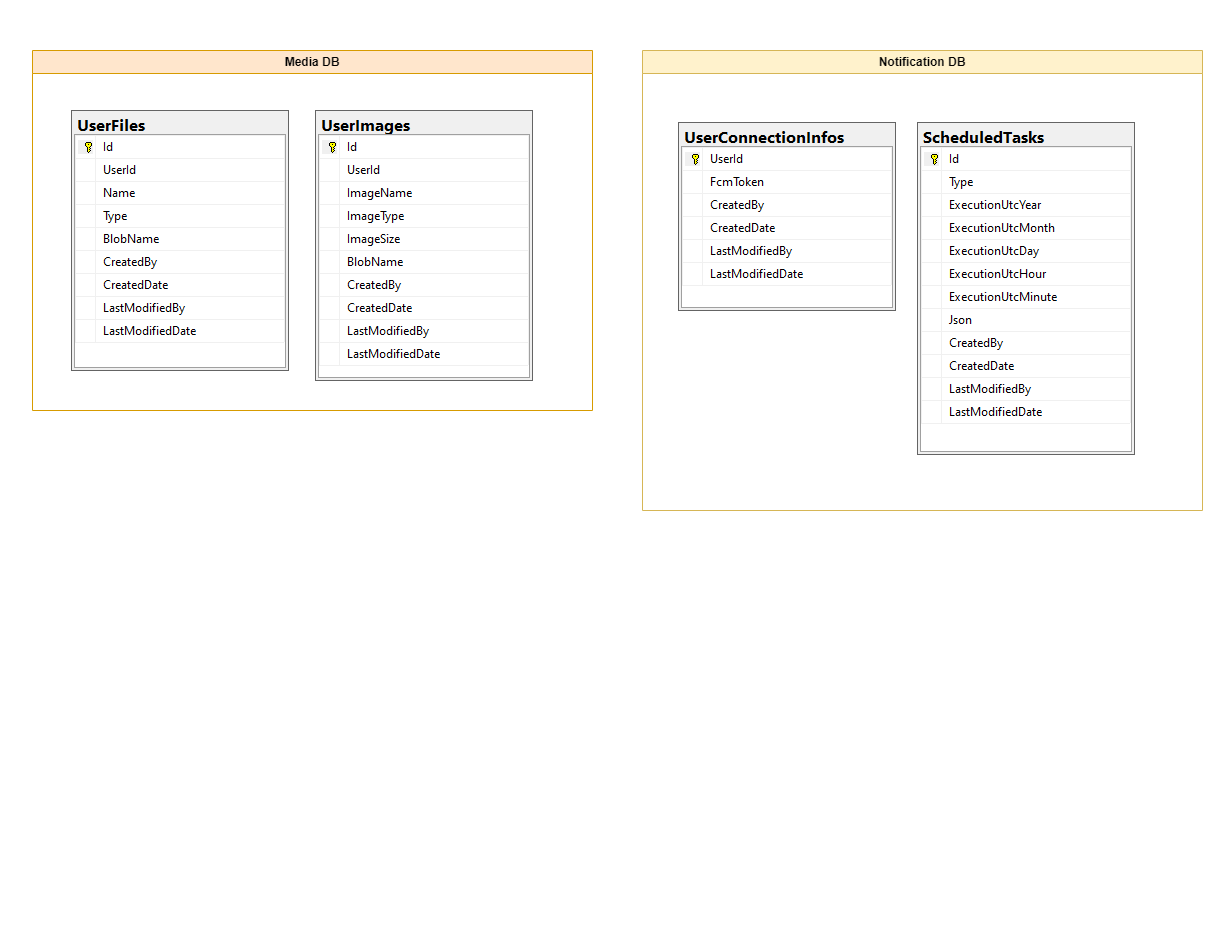 Media DB
UserFiles
Id
UserId
Name
Type
BlobName
CreatedBy
CreatedDate
LastModifiedBy
LastModifiedDate
UserImages
Id
UserId
ImageName
ImageType
ImageSize
BlobName
CreatedBy
CreatedDate
LastModifiedBy
LastModifiedDate
Notification DB
UserConnectionInfos
UserId
FcmToken
CreatedBy
CreatedDate
LastModifiedBy
LastModifiedDate
ScheduledTasks
Id
Type
ExecutionUtcYear
ExecutionUtcMonth
ExecutionUtcDay
ExecutionUtcHour
ExecutionUtcMinute
Json
CreatedBy
CreatedDate
LastModifiedBy
LastModifiedDate